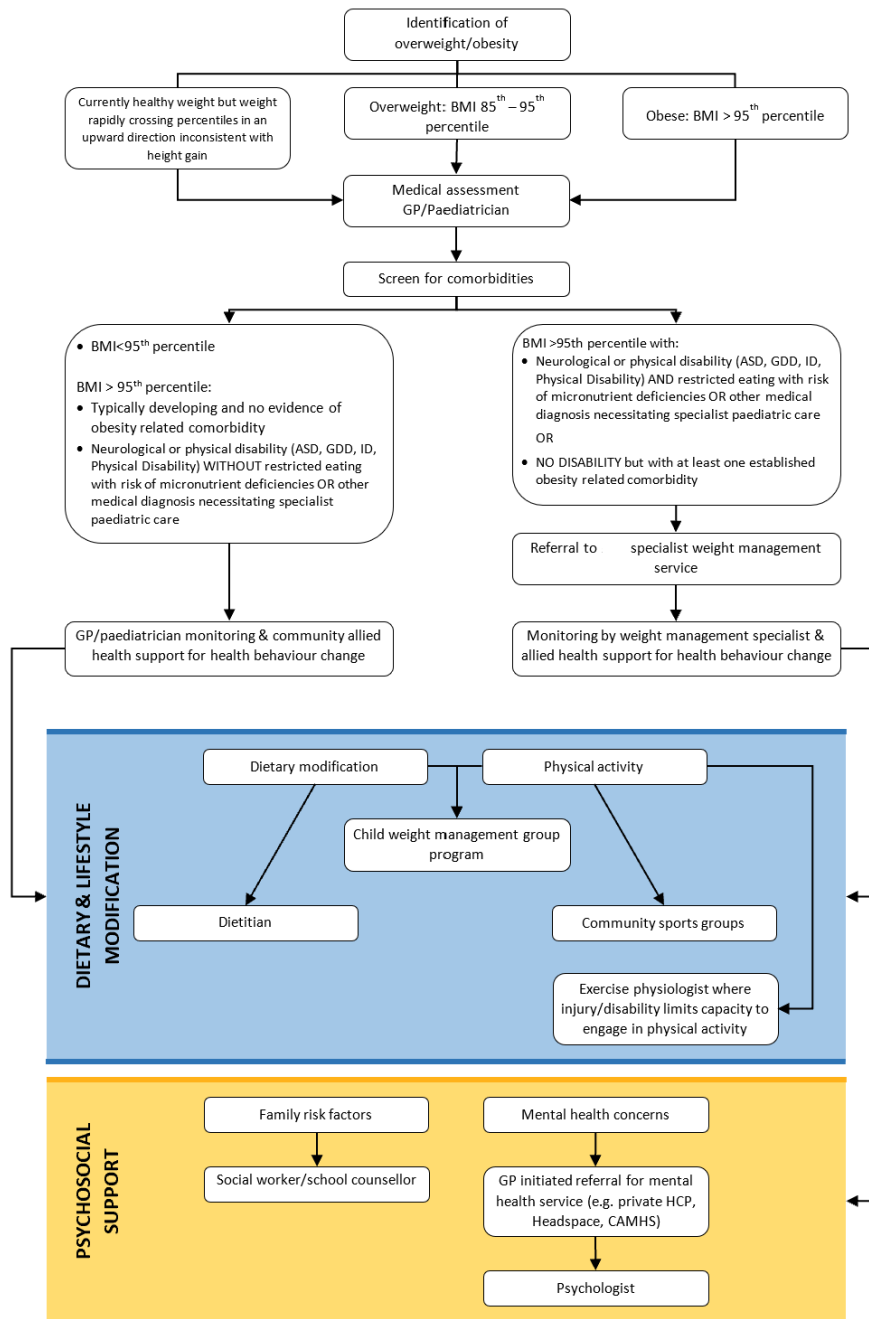 Identification of
overweight/obesity
Currently healthy weight but weight
rapidly crossing percentiles in an
upward direction inconsistent with
height gain
Overweight: BMI 85th – 95th
percentile
Obese: BMI > 95th percentile
Medical assessment
GP/Paediatrician
Screen for comorbidities
• BMI<95th percentile
BMI > 95th percentile:
• Typically developing and no evidence of
obesity related comorbidity
• Neurological or physical disability (ASD, GDD, ID,
Physical Disability) WITHOUT restricted eating
with risk of micronutrient deficiencies OR other
medical diagnosis necessitating specialist
paediatric care
BMI >95th percentile with:
• Neurological or physical disability (ASD, GDD, ID,
Physical Disability) AND restricted eating with risk
of micronutrient deficiencies OR other medical
diagnosis necessitating specialist paediatric care
OR
• NO DISABILITY but with at least one established
obesity related comorbidity
Referral to specialist weight management
service
GP/paediatrician monitoring & community allied
health support for health behaviour change
Monitoring by weight management specialist &
allied health support for health behaviour change
DIETARY & LIFESTYLE
MODIFICATION
Dietary modification
Physical activity
Child weight management group
program
Dietitian
Community sports groups
Exercise physiologist where
injury/disability limits capacity to
engage in physical activity
PSYCHOSOCIAL
SUPPORT
Family risk factors
Mental health concerns
Social worker/school counsellor
GP initiated referral for mental
health service (e.g. private HCP,
Headspace, CAMHS)
Psychologist